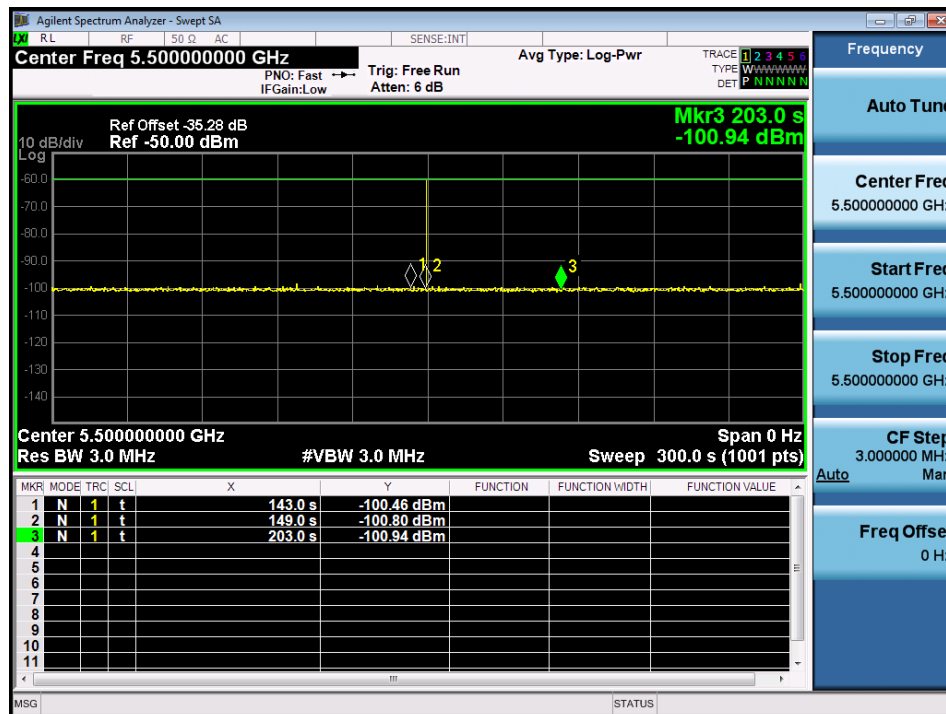 Agilent Spectrum Analyzer - Swept SA
LXI RL RF 50 Ω AC SENSE:INT
Center Freq 5.500000000 GHz
PNO: Fast
IFGain:Low
Trig: Free Run
Atten: 6 dB
Avg Type: Log-Pwr
TRACE 1 2 3 4 5 6
TYPE WWWWWW
DET P N N N N N
Frequency
Auto Tune
Mkr3 203.0 s
-100.94 dBm
Ref Offset -35.28 dB
10 dB/div Ref -50.00 dBm
Log
-60.0
-70.0
-80.0
-90.0
-100
-110
-120
-130
-140
1 2 3
Center 5.500000000 GHz Span 0 Hz
Res BW 3.0 MHz #VBW 3.0 MHz Sweep 300.0 s (1001 pts)
Center Freq
5.500000000 GHz
Start Freq
5.500000000 GHz
Stop Freq
5.500000000 GHz
CF Step
3.000000 MHz
Auto Man
Freq Offset
0 Hz
MKR MODE TRC SCL X Y FUNCTION FUNCTION WIDTH FUNCTION VALUE
1 N 1 t 143.0 s -100.46 dBm
2 N 1 t 149.0 s -100.80 dBm
3 N 1 t 203.0 s -100.94 dBm
4
5
6
7
8
9
10
11
MSG STATUS